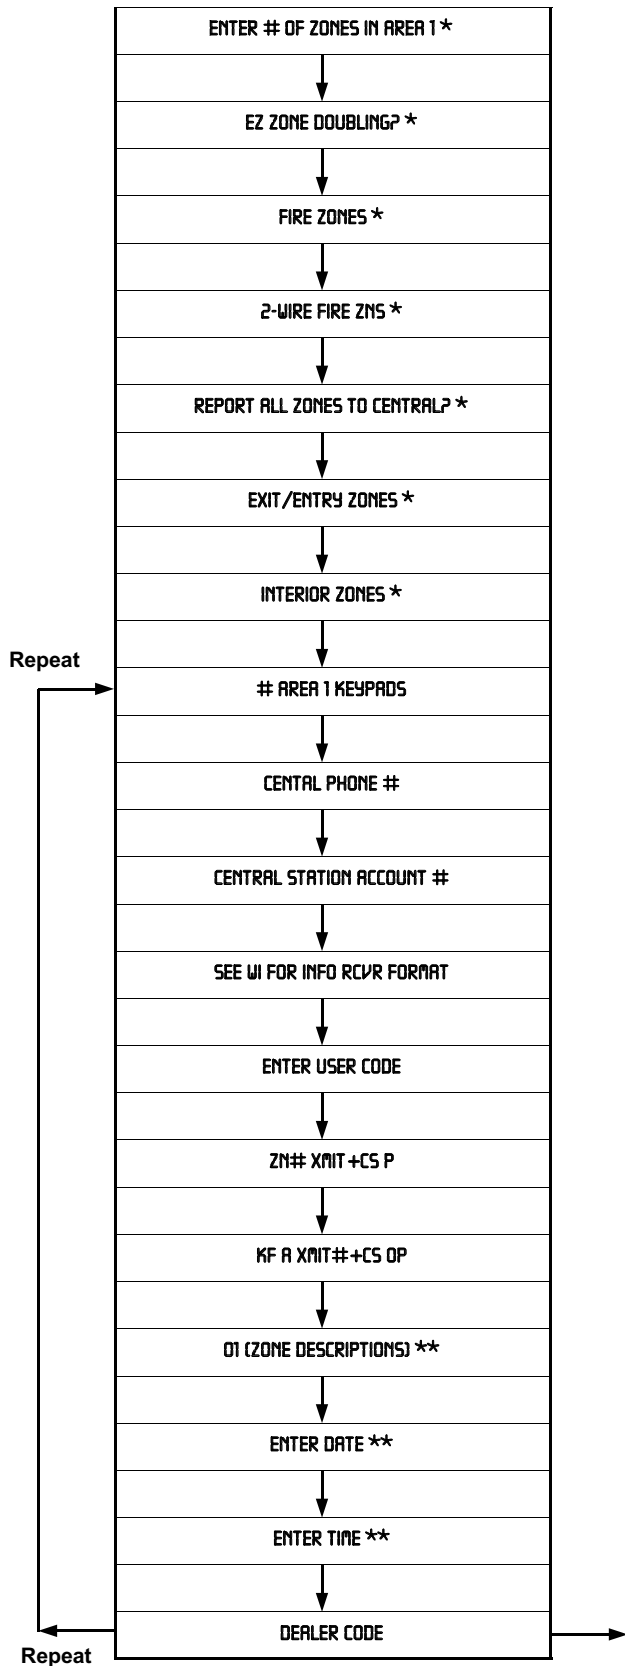 ENTER # OF ZONES IN AREA 1 *
EZ ZONE DOUBLING? *
FIRE ZONES *
2-WIRE FIRE ZNS *
REPORT ALL ZONES TO CENTRAL? *
EXIT/ENTRY ZONES *
INTERIOR ZONES *
Repeat
# AREA 1 KEYPADS
CENTAL PHONE #
CENTRAL STATION ACCOUNT #
SEE WI FOR INFO RCVR FORMAT
ENTER USER CODE
ZN# XMIT+CS P
KF A XMIT#+CS OP
01 (ZONE DESCRIPTIONS) **
ENTER DATE **
ENTER TIME **
DEALER CODE
Repeat